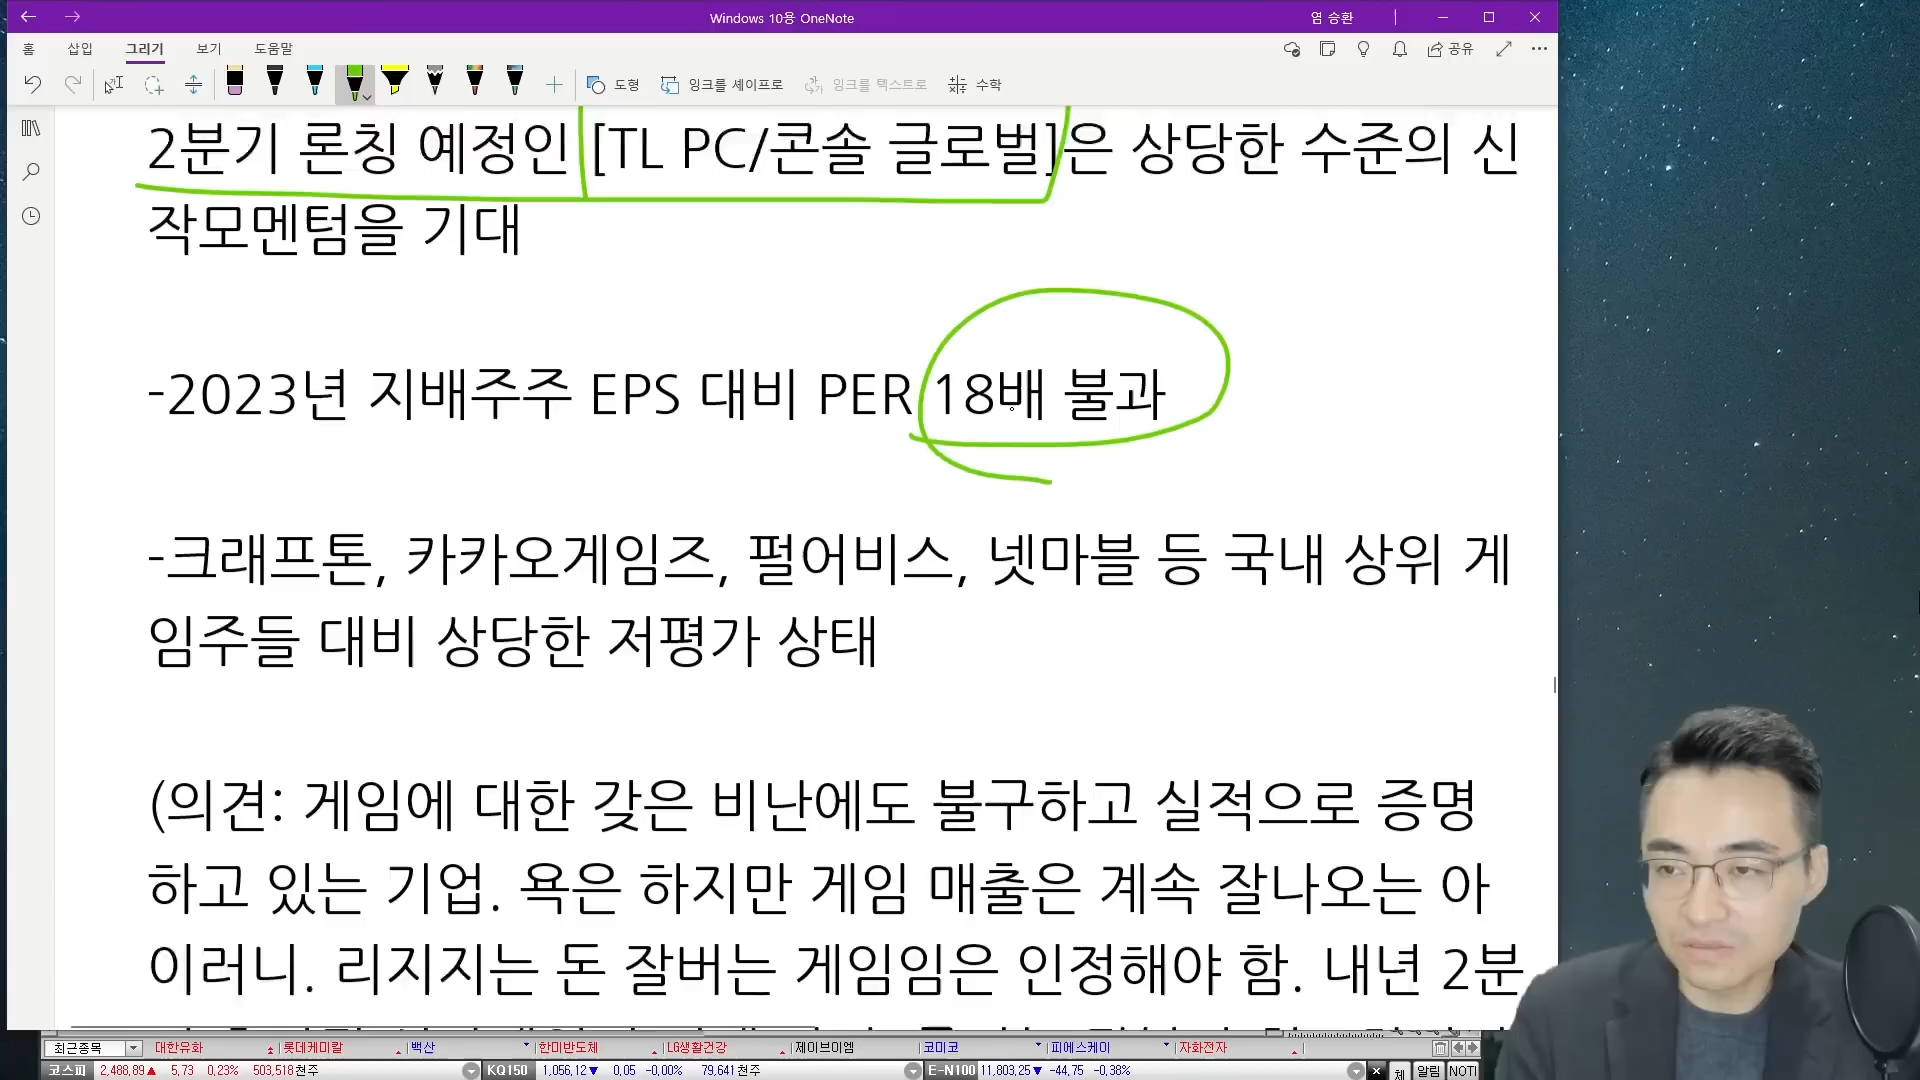 Windows 10용 OneNote
염 승환
홈 삽입 그리기 보기 도움말
공유
도형 잉크를 셰이프로 잉크를 텍스트로 수학
2분기 론칭 예정인 [TL PC/콘솔 글로벌]은 상당한 수준의 신
작모멘텀을 기대
-2023년 지배주주 EPS 대비 PER 18배 불과
-크래프톤, 카카오게임즈, 펄어비스, 넷마블 등 국내 상위 게
임주들 대비 상당한 저평가 상태
(의견: 게임에 대한 갖은 비난에도 불구하고 실적으로 증명
하고 있는 기업. 욕은 하지만 게임 매출은 계속 잘나오는 아
이러니. 리지지는 돈 잘버는 게임임은 인정해야 함. 내년 2분
최근종목 대한유화 롯데케미칼 백산 한미반도체 LG생활건강 제이브이엠 코미코 피에스케이 자화전자
코스피 2,488,89▲ 5,73 0,23% 503,518천주 KQ150 1,056,12▼ 0,05 -0,00% 79,641천주 E-N100 11,803,25▼ -44,75 -0,38% 체 알림 NOTI